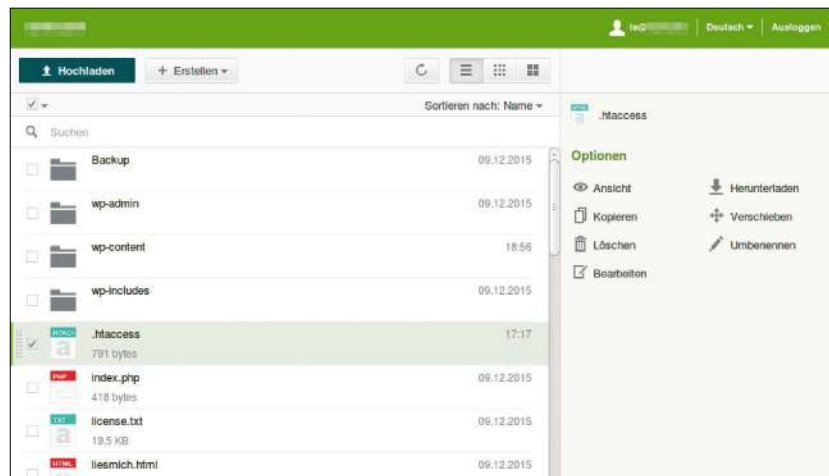 Deutsch
Ausloggen
Hochladen
+ Erstellen
Sortieren nach: Name
Suchen
Backup 09.12.2015
wp-admin 09.12.2015
wp-content 18:56
wp-includes 09.12.2015
.htaccess 17:17
791 bytes
PHP
index.php 09.12.2015
418 bytes
TXT
license.txt 09.12.2015
19,5 KB
HTML
liesmich.html 09.12.2015
.htaccess
Optionen
Ansicht
Herunterladen
Kopieren
Verschieben
Löschen
Umbenennen
Bearbeiten